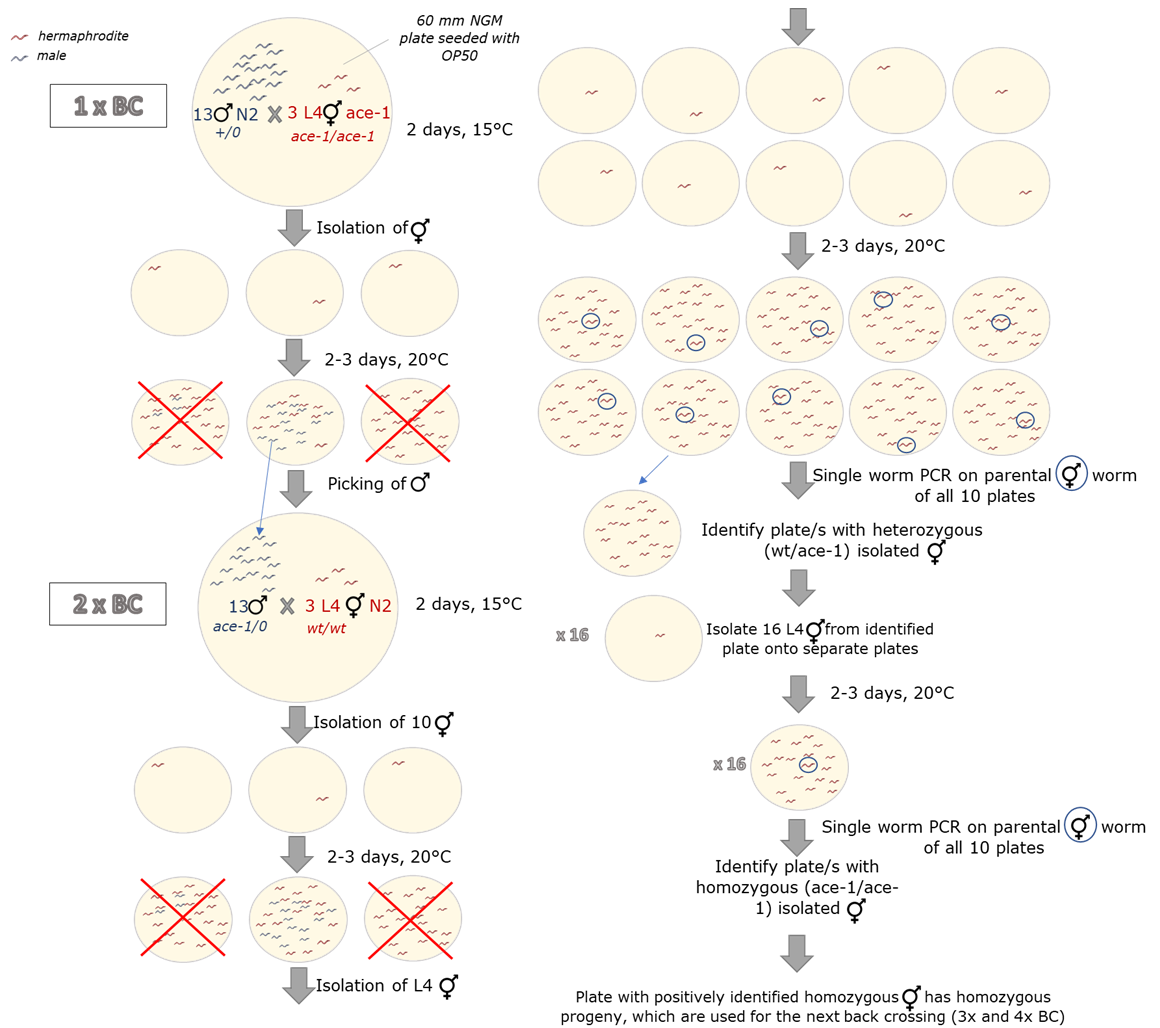 hermaphrodite
male
60 mm NGM
plate seeded with
OP50
1 x BC
13♂ N2 X 3 L4⚥ ace-1
+/0 ace-1/ace-1
2 days, 15°C
Isolation of ⚥
2-3 days, 20°C
Picking of ♂
2 x BC
13♂ X 3 L4 ⚥ N2
ace-1/0 wt/wt
2 days, 15°C
Isolation of 10 ⚥
2-3 days, 20°C
Isolation of L4 ⚥
2-3 days, 20°C
Single worm PCR on parental ⚥ worm
of all 10 plates
Identify plate/s with heterozygous
(wt/ace-1) isolated ⚥
x 16
Isolate 16 L4 ⚥ from identified
plate onto separate plates
2-3 days, 20°C
x 16
Single worm PCR on parental ⚥ worm
of all 10 plates
Identify plate/s with
homozygous (ace-1/ace-
1) isolated ⚥
Plate with positively identified homozygous ⚥ has homozygous
progeny, which are used for the next back crossing (3x and 4x BC)